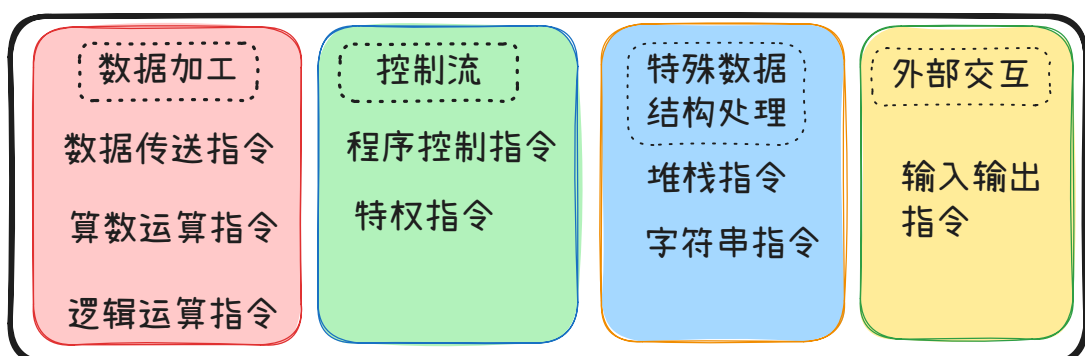 数据加工
数据传送指令
算数运算指令
逻辑运算指令
控制流
程序控制指令
特权指令
特殊数据
结构处理
堆栈指令
字符串指令
外部交互
输入输出
指令